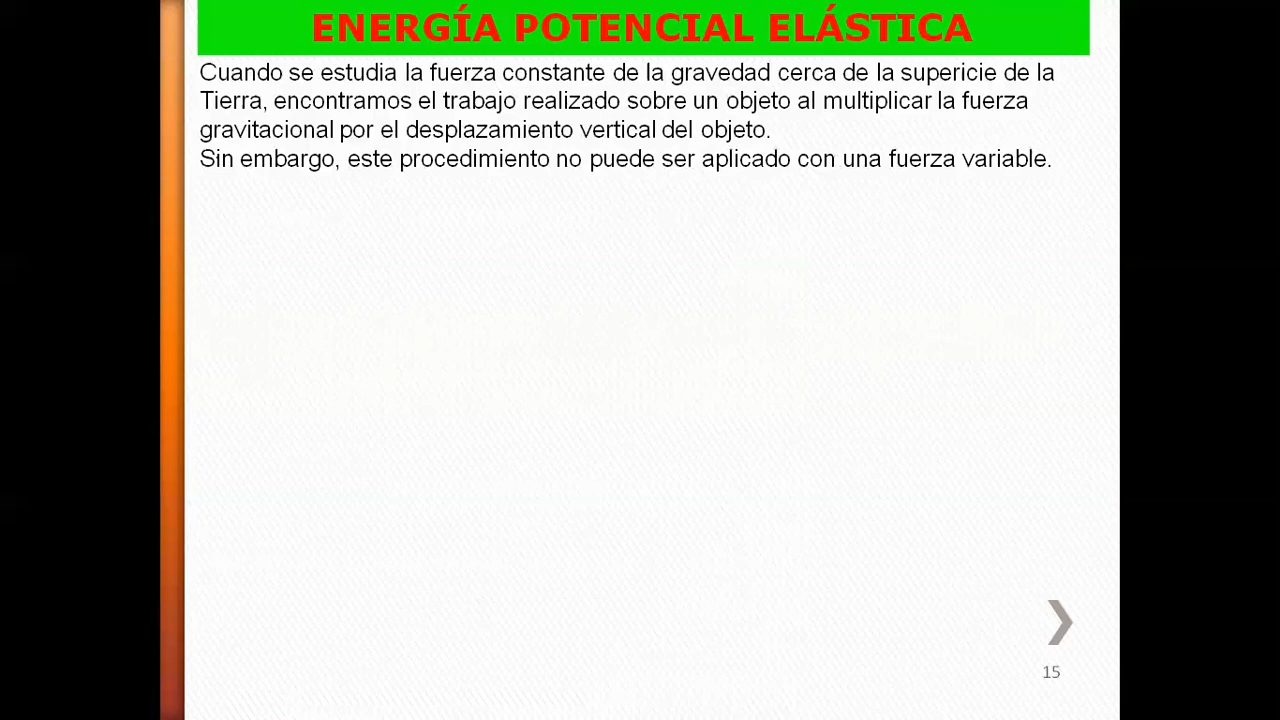 ENERGÍA POTENCIAL ELÁSTICA
Cuando se estudia la fuerza constante de la gravedad cerca de la supericie de la
Tierra, encontramos el trabajo realizado sobre un objeto al multiplicar la fuerza
gravitacional por el desplazamiento vertical del objeto.
Sin embargo, este procedimiento no puede ser aplicado con una fuerza variable.
15